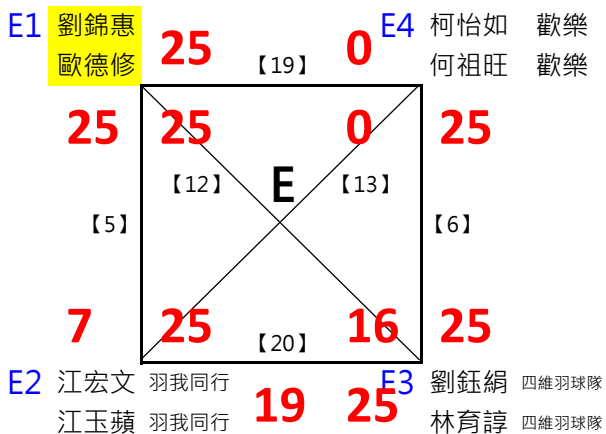 E1 劉錦惠 25 【19】 0 E4 柯怡如 歡樂
歐德修 何祖旺 歡樂
25 25 0 25
【12】 E 【13】
【5】 【6】
7 25 【20】 16 25
E2 江宏文 羽我同行 E3 劉鈺絹 四維羽球隊
江玉蘋 羽我同行 19 25 林育諄 四維羽球隊